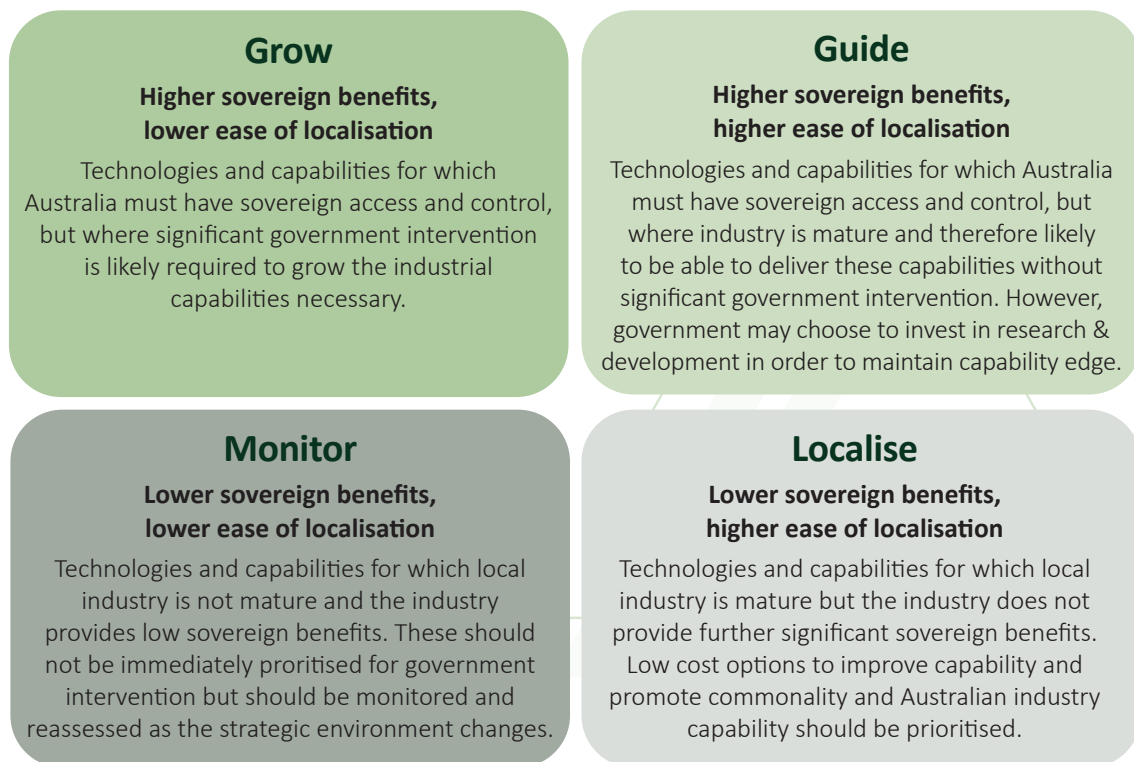 Grow
Higher sovereign benefits,
lower ease of localisation
Technologies and capabilities for which
Australia must have sovereign access and control,
but where significant government intervention
is likely required to grow the industrial
capabilities necessary.
Guide
Higher sovereign benefits,
higher ease of localisation
Technologies and capabilities for which Australia
must have sovereign access and control, but
where industry is mature and therefore likely
to be able to deliver these capabilities without
significant government intervention. However,
government may choose to invest in research &
development in order to maintain capability edge.
Monitor
Lower sovereign benefits,
lower ease of localisation
Technologies and capabilities for which local
industry is not mature and the industry
provides low sovereign benefits. These should
not be immediately proritised for government
intervention but should be monitored and
reassessed as the strategic environment changes.
Localise
Lower sovereign benefits,
higher ease of localisation
Technologies and capabilities for which local
industry is mature but the industry does not
provide further significant sovereign benefits.
Low cost options to improve capability and
promote commonality and Australian industry
capability should be prioritised.